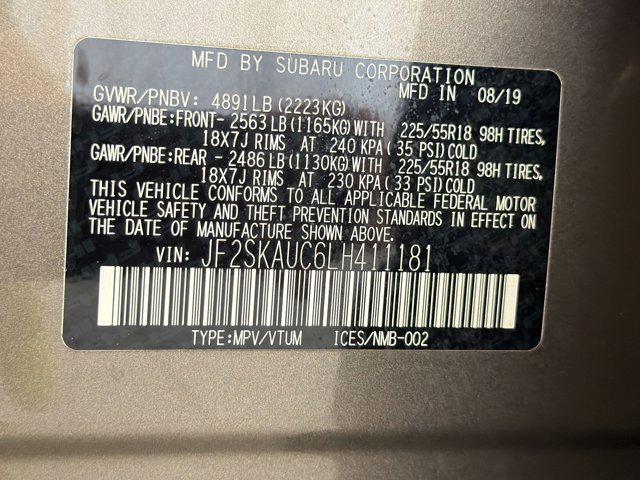 MFD BY SUBARU CORPORATION
GVWR/PNBV: 4891LB(2223KG) MFD IN 08/19
GAWR/PNBE:FRONT- 2563LB(1165KG)WITH 225/55R18 98H TIRES,
18X7J RIMS AT 240 KPA(35 PSI)COLD
GAWR/PNBE:REAR - 2486LB(1130KG)WITH 225/55R18 98H TIRES,
18X7J RIMS AT 230 KPA(33 PSI)COLD
THIS VEHICLE CONFORMS TO ALL APPLICABLE FEDERAL MOTOR
VEHICLE SAFETY AND THEFT PREVENTION STANDARDS IN EFFECT ON
THE DATE OF MANUFACTURE SHOWN ABOVE.
VIN: JF2SKAUC6LH411181
TYPE:MPV/VTUM ICES/NMB-002